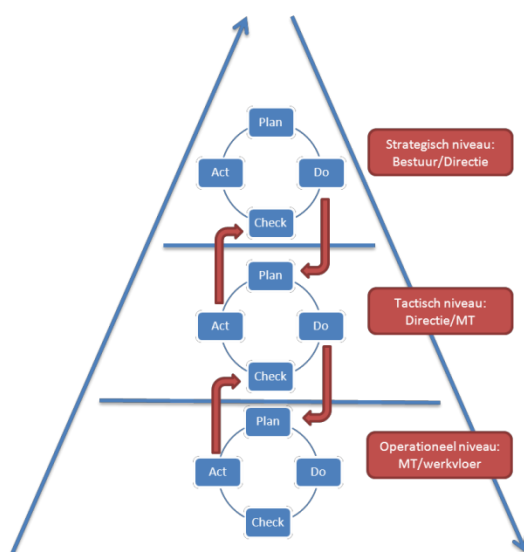 Plan
Act
Do
Check
Strategisch niveau:
Bestuur/Directie
Plan
Act
Do
Check
Tactisch niveau:
Directie/MT
Plan
Act
Do
Check
Operationeel niveau:
MT/werkvloer